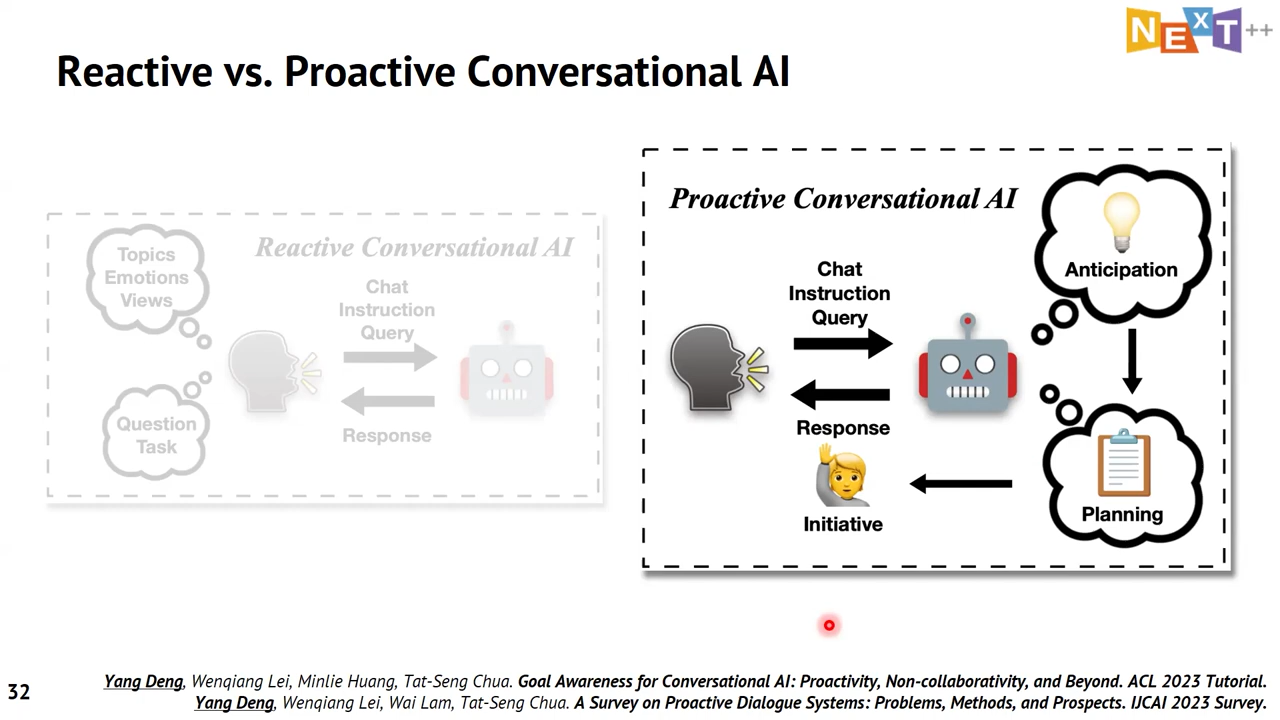 NEXT++
Reactive vs. Proactive Conversational AI
Topics
Emotions
Views
Reactive Conversational AI
Chat
Instruction
Query
Question
Task
Response
Proactive Conversational AI
Anticipation
Chat
Instruction
Query
Response
Initiative
Planning
32
Yang Deng, Wenqiang Lei, Minlie Huang, Tat-Seng Chua. Goal Awareness for Conversational AI: Proactivity, Non-collaborativity, and Beyond. ACL 2023 Tutorial.
Yang Deng, Wenqiang Lei, Wai Lam, Tat-Seng Chua. A Survey on Proactive Dialogue Systems: Problems, Methods, and Prospects. IJCAI 2023 Survey.